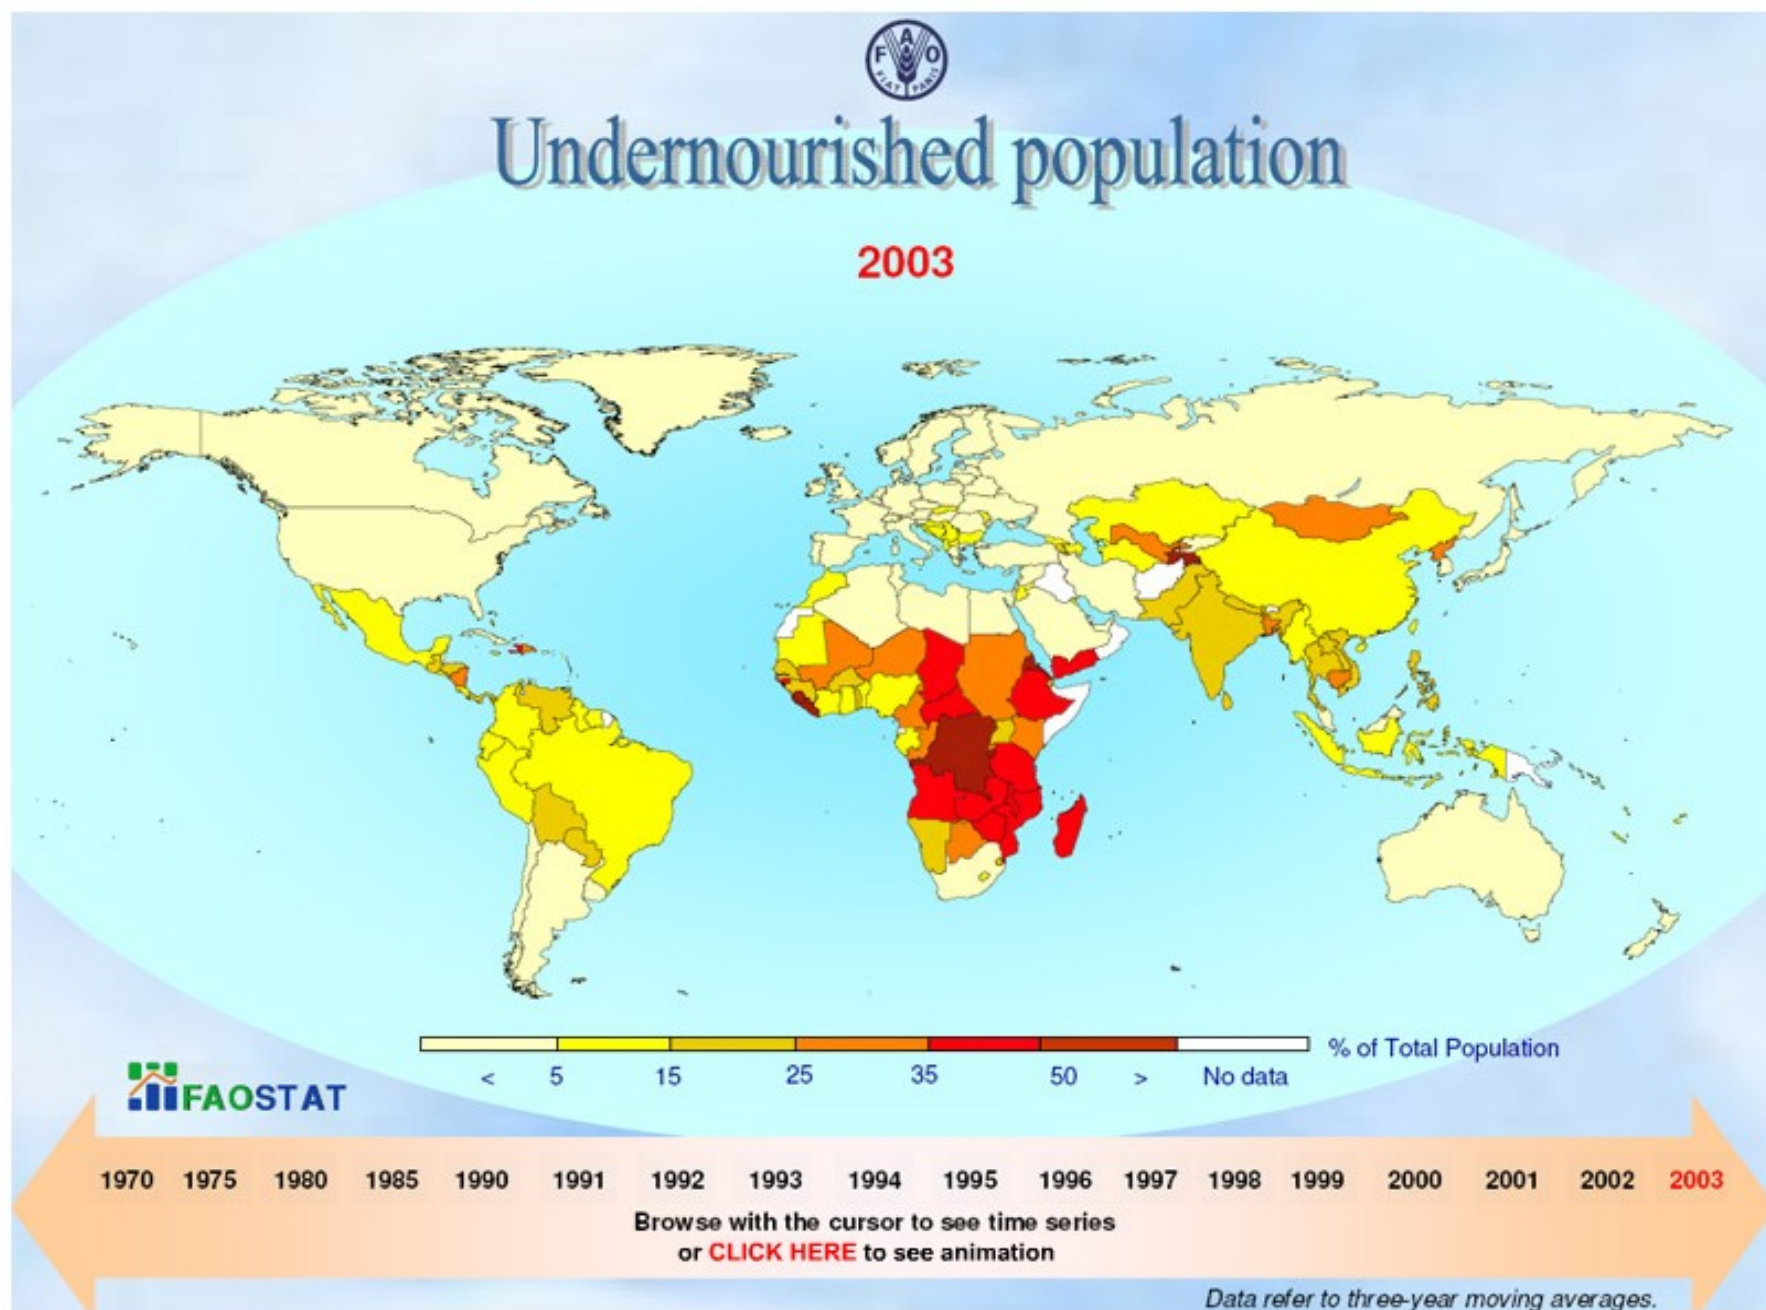 F A O
FIAT PANIS
Undernourished population
2003
% of Total Population
< 5 15 25 35 50 > No data
FAOSTAT
1970 1975 1980 1985 1990 1991 1992 1993 1994 1995 1996 1997 1998 1999 2000 2001 2002 2003
Browse with the cursor to see time series
or CLICK HERE to see animation
Data refer to three-year moving averages.